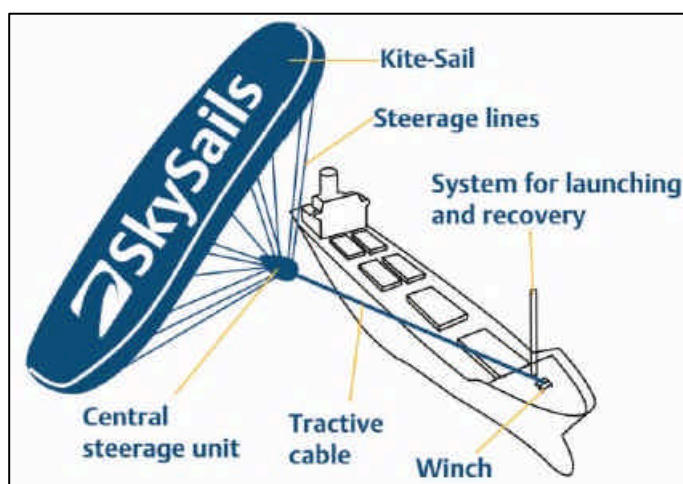 Kite-Sail
SkySails
Steerage lines
System for launching
and recovery
Central
steerage unit
Tractive
cable
Winch